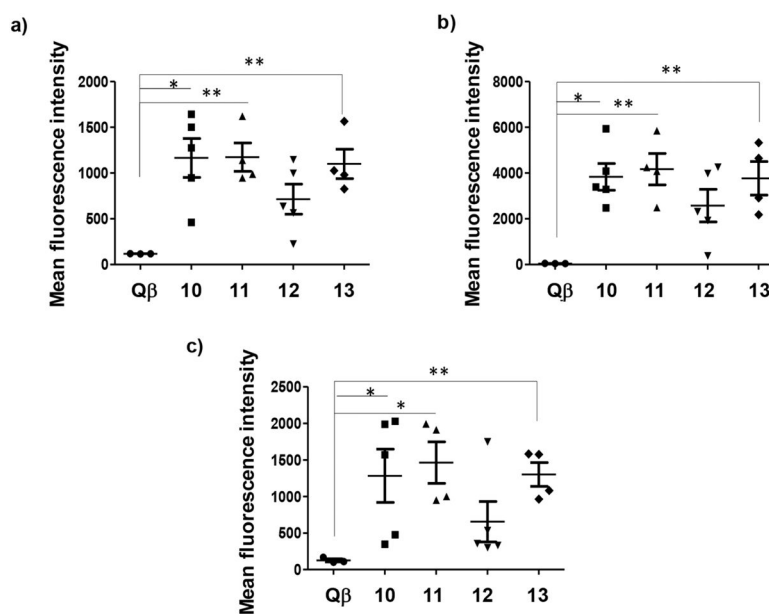 a)
Mean fluorescence intensity
2000
1500
1000
500
0
*
**
**
Qβ 10 11 12 13
b)
Mean fluorescence intensity
8000
6000
4000
2000
0
*
**
**
Qβ 10 11 12 13
c)
Mean fluorescence intensity
2500
2000
1500
1000
500
0
*
*
**
Qβ 10 11 12 13